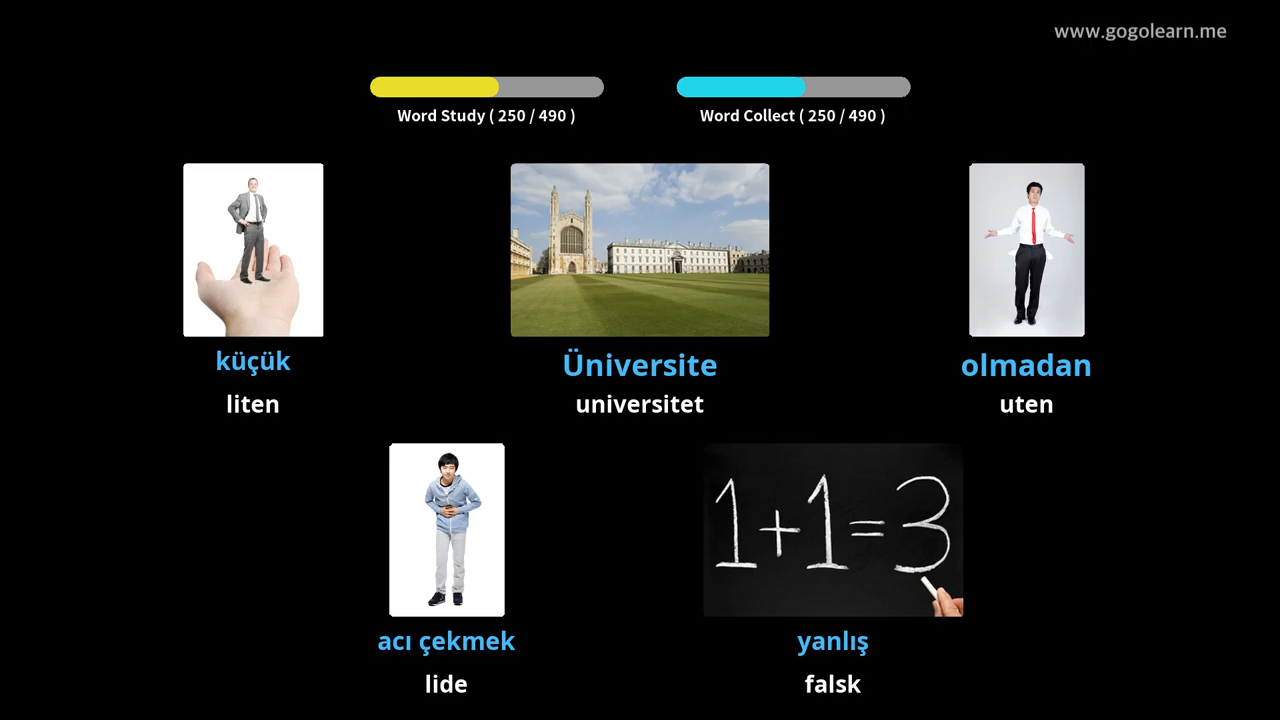 www.gogolearn.me
Word Study ( 250 / 490 )
Word Collect ( 250 / 490 )
küçük
liten
Üniversite
universitet
olmadan
uten
1+1=3
acı çekmek
lide
yanlış
falsk